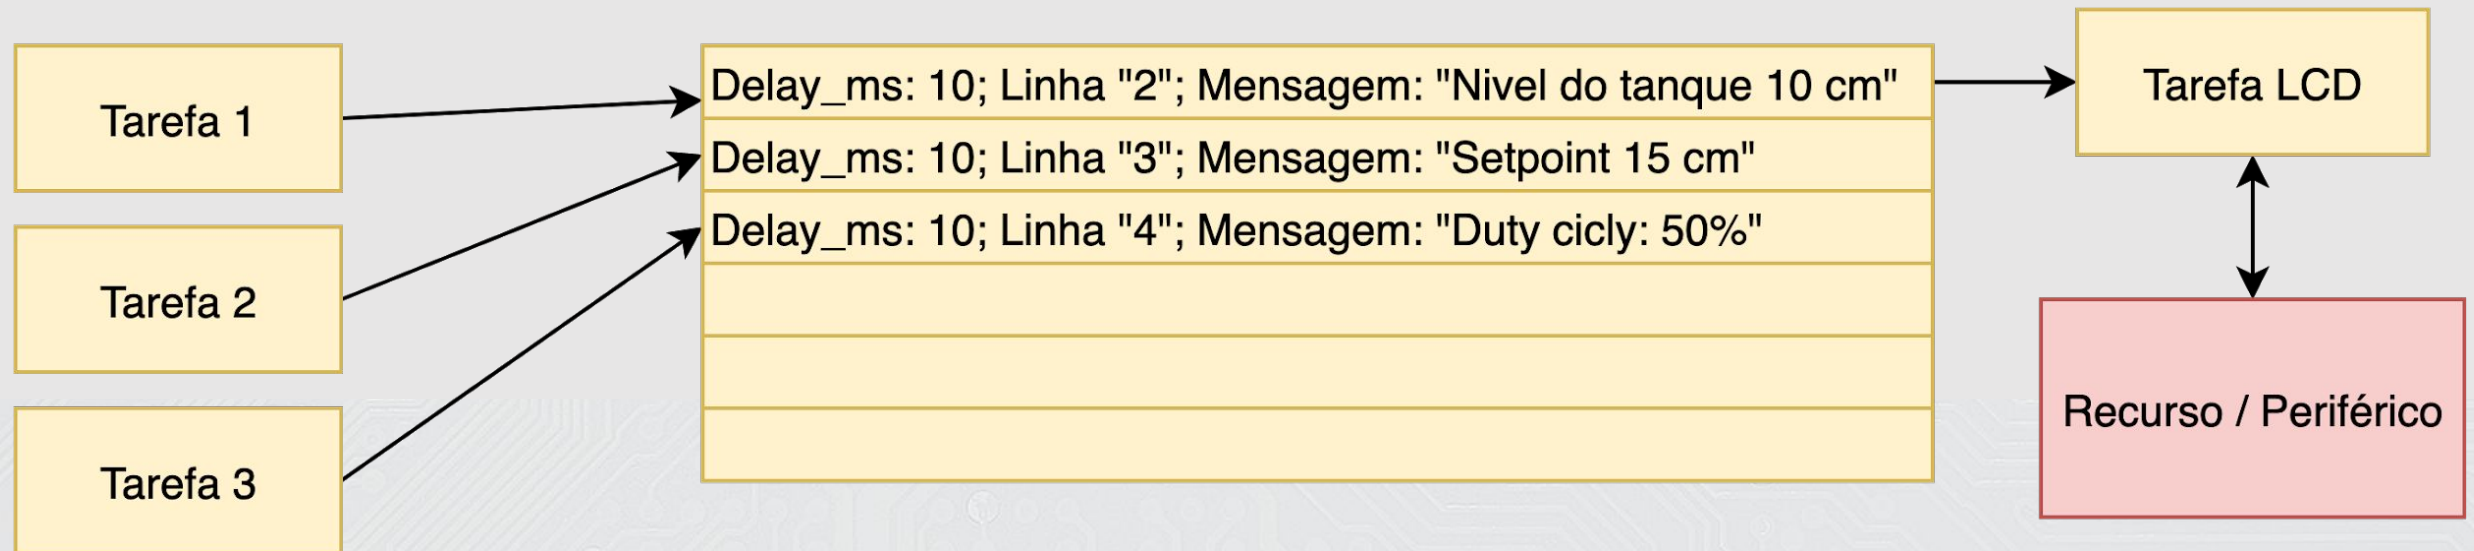 Tarefa 1
Tarefa 2
Tarefa 3
Delay_ms: 10; Linha "2"; Mensagem: "Nivel do tanque 10 cm"
Delay_ms: 10; Linha "3"; Mensagem: "Setpoint 15 cm"
Delay_ms: 10; Linha "4"; Mensagem: "Duty cicly: 50%"
Tarefa LCD
Recurso / Periférico